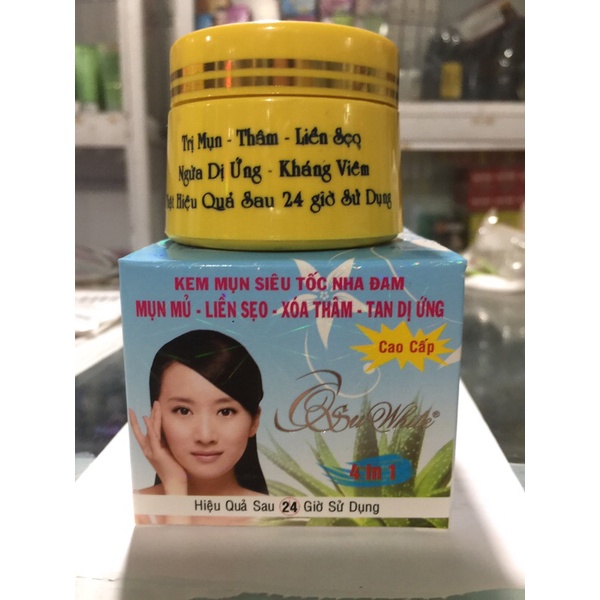 Trị Mụn - Thâm - Liền Sẹo
Ngừa Dị Ứng - Kháng Viêm
Hiệu Quả Sau 24 giờ Sử Dụng
KEM MỤN SIÊU TỐC NHA ĐAM
MỤN MỦ - LIỀN SẸO - XÓA THÂM - TAN DỊ ỨNG
Cao Cấp
White®
4 In 1
Hiệu Quả Sau 24 Giờ Sử Dụng